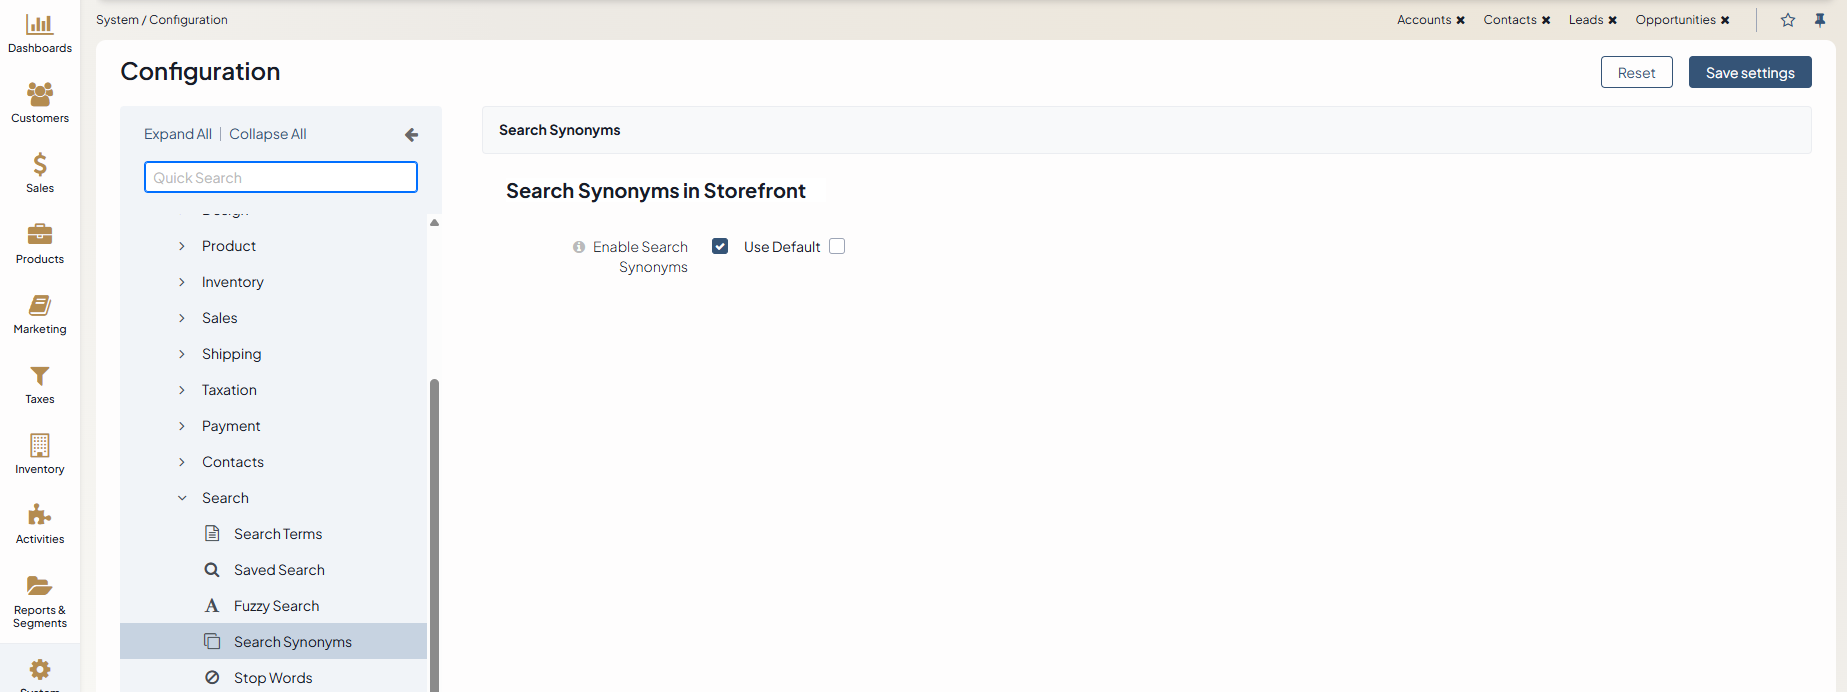 System / Configuration
Accounts ✖ Contacts ✖ Leads ✖ Opportunities ✖
Dashboards
Customers
Sales
Products
Marketing
Taxes
Inventory
Activities
Reports &
Segments
Configuration
Reset
Save settings
Expand All | Collapse All
Quick Search
Product
Inventory
Sales
Shipping
Taxation
Payment
Contacts
Search
Search Terms
Saved Search
Fuzzy Search
Search Synonyms
Stop Words
Search Synonyms
Search Synonyms in Storefront
Enable Search
Synonyms
Use Default